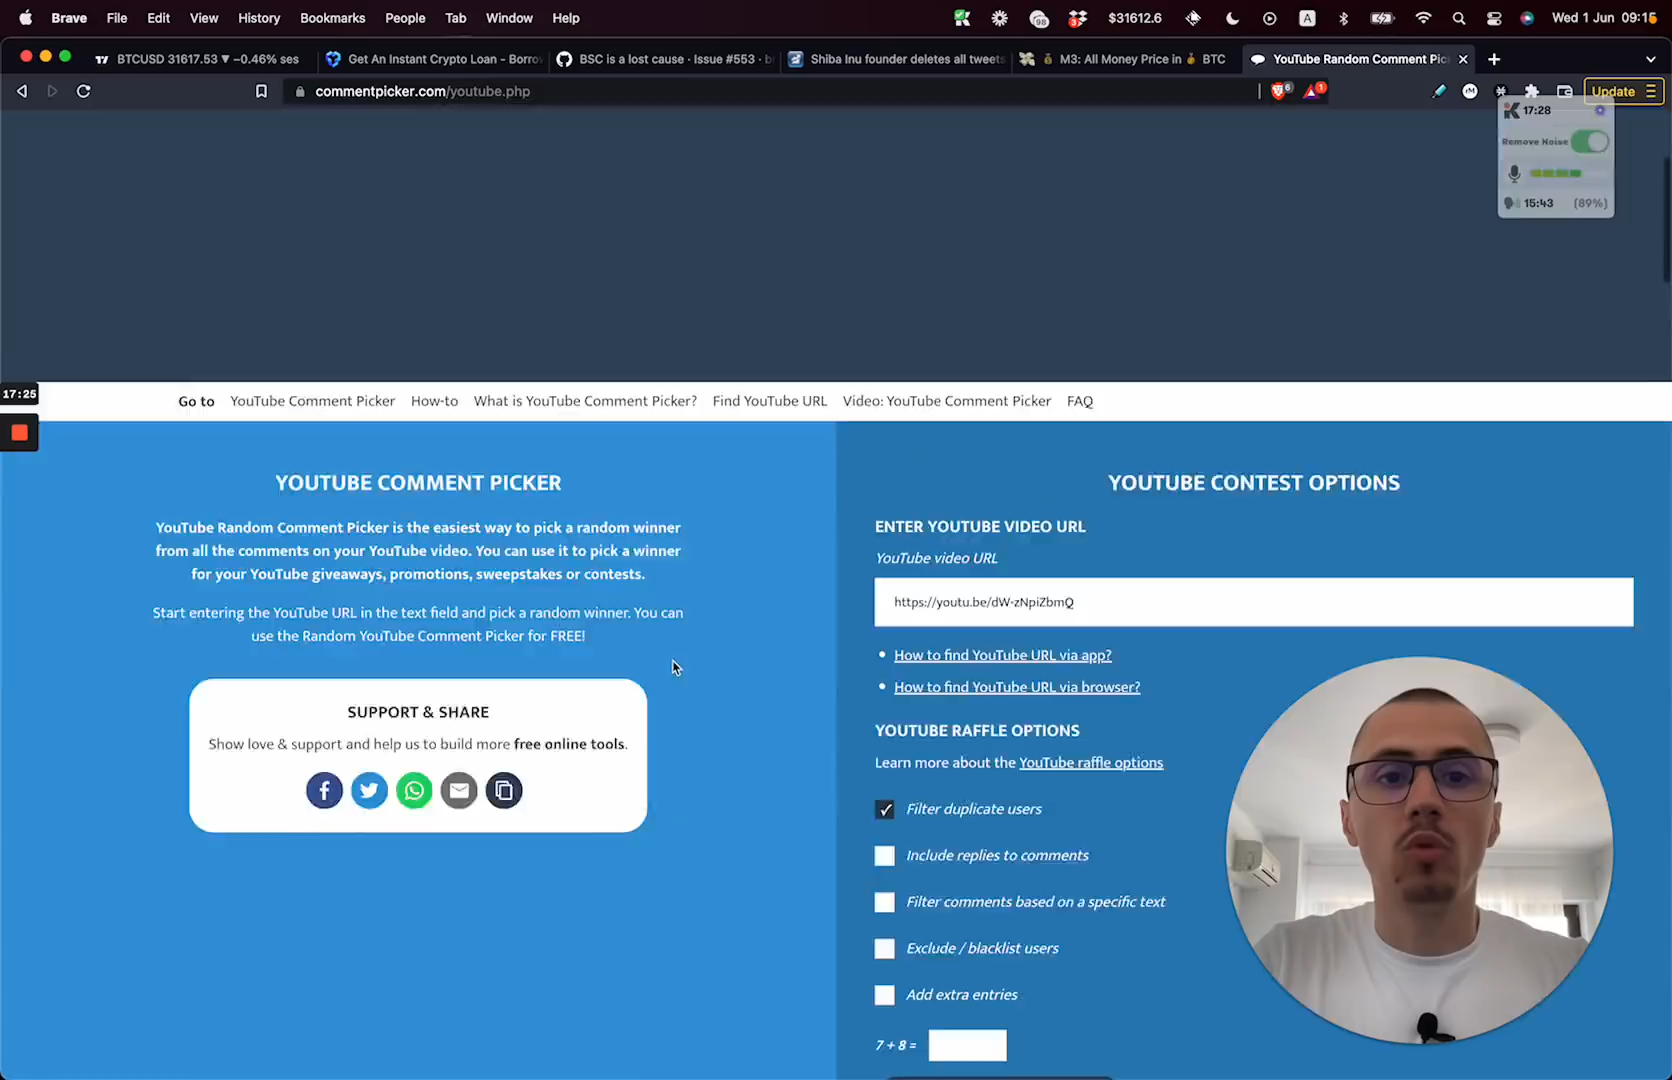 Brave File Edit View History Bookmarks People Tab Window Help 98 3 $31612.6 A Wed 1 Jun 09:15
BTCUSD 31617.53 ▼ −0.46% ses
Get An Instant Crypto Loan - Borro
BSC is a lost cause · Issue #553 · b
Shiba Inu founder deletes all tweets
M3: All Money Price in BTC
YouTube Random Comment Pic
commentpicker.com/youtube.php
6
1
Update
17:28
Remove Noise
15:43 (89%)
17:25
Go to YouTube Comment Picker How-to What is YouTube Comment Picker? Find YouTube URL Video: YouTube Comment Picker FAQ
YOUTUBE COMMENT PICKER
YouTube Random Comment Picker is the easiest way to pick a random winner
from all the comments on your YouTube video. You can use it to pick a winner
for your YouTube giveaways, promotions, sweepstakes or contests.
Start entering the YouTube URL in the text field and pick a random winner. You can
use the Random YouTube Comment Picker for FREE!
SUPPORT & SHARE
Show love & support and help us to build more free online tools.
YOUTUBE CONTEST OPTIONS
ENTER YOUTUBE VIDEO URL
YouTube video URL
https://youtu.be/dW-zNpiZbmQ
How to find YouTube URL via app?
How to find YouTube URL via browser?
YOUTUBE RAFFLE OPTIONS
Learn more about the YouTube raffle options
Filter duplicate users
Include replies to comments
Filter comments based on a specific text
Exclude / blacklist users
Add extra entries
7 + 8 =